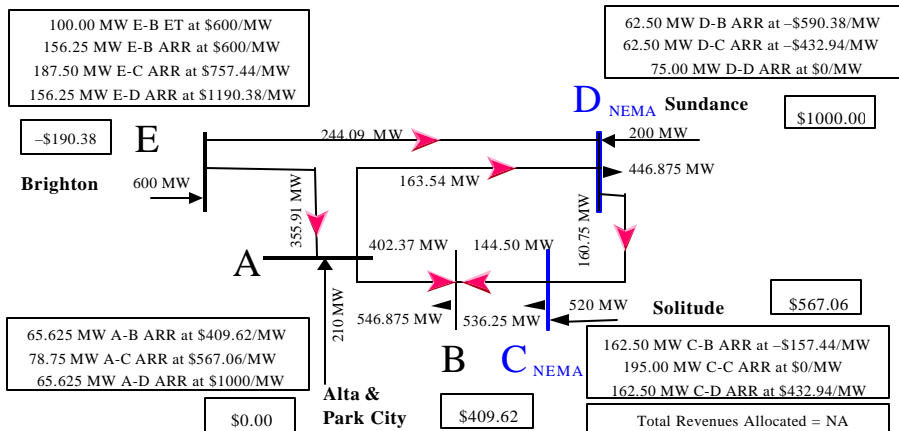 100.00 MW E-B ET at $600/MW
156.25 MW E-B ARR at $600/MW
187.50 MW E-C ARR at $757.44/MW
156.25 MW E-D ARR at $1190.38/MW
62.50 MW D-B ARR at –$590.38/MW
62.50 MW D-C ARR at –$432.94/MW
75.00 MW D-D ARR at $0/MW
D NEMA Sundance
$1000.00
–$190.38
E
Brighton
600 MW
244.09 MW
200 MW
446.875 MW
163.54 MW
355.91 MW
160.75 MW
A
402.37 MW
144.50 MW
210 MW
546.875 MW
536.25 MW
520 MW
Solitude
$567.06
B
C NEMA
65.625 MW A-B ARR at $409.62/MW
78.75 MW A-C ARR at $567.06/MW
65.625 MW A-D ARR at $1000/MW
162.50 MW C-B ARR at –$157.44/MW
195.00 MW C-C ARR at $0/MW
162.50 MW C-D ARR at $432.94/MW
Total Revenues Allocated = NA
Alta &
Park City
$0.00
$409.62